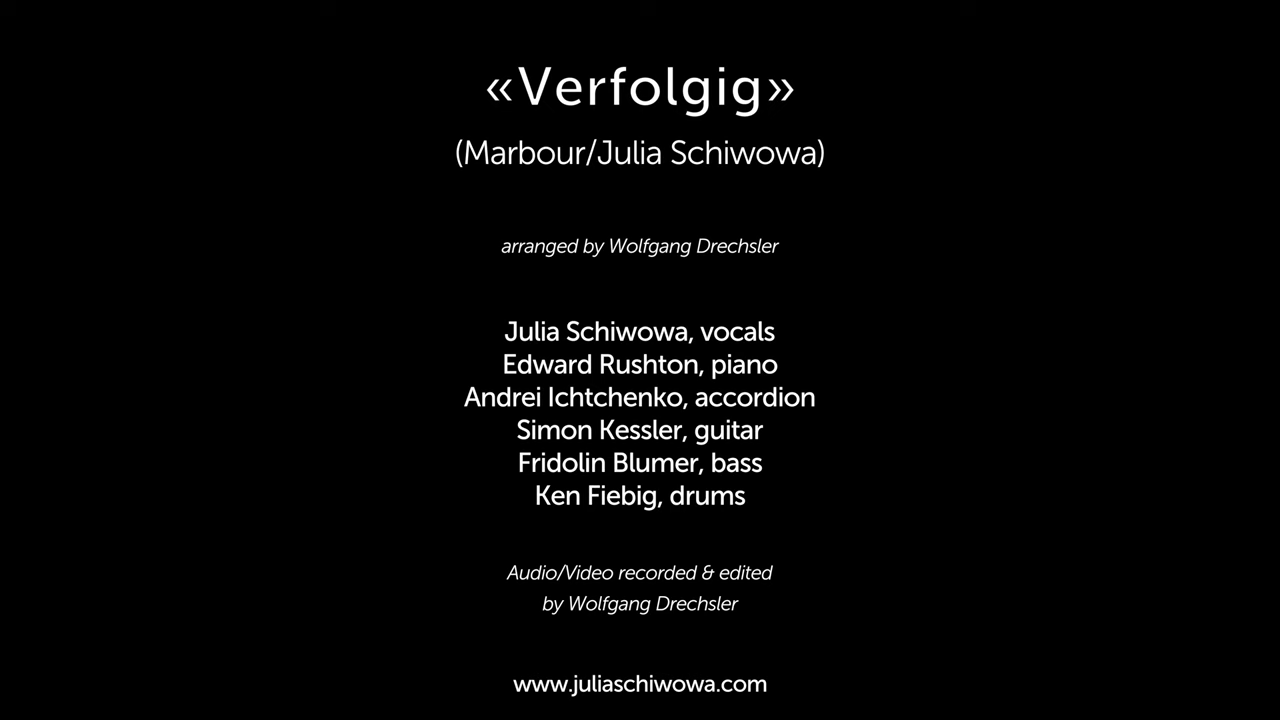 «Verfolgig»
(Marbour/Julia Schiwowa)
arranged by Wolfgang Drechsler
Julia Schiwowa, vocals
Edward Rushton, piano
Andrei Ichtchenko, accordion
Simon Kessler, guitar
Fridolin Blumer, bass
Ken Fiebig, drums
Audio/Video recorded & edited
by Wolfgang Drechsler
www.juliaschiwowa.com